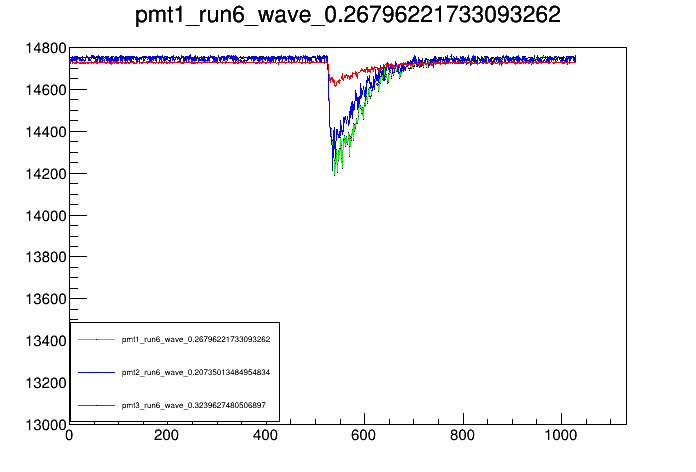 pmt1_run6_wave_0.26796221733093262
14800
14600
14400
14200
14000
13800
13600
13400
13200
13000
pmt1_run6_wave_0.26796221733093262
pmt2_run6_wave_0.20735013484954834
pmt3_run6_wave_0.3239627480506897
0 200 400 600 800 1000